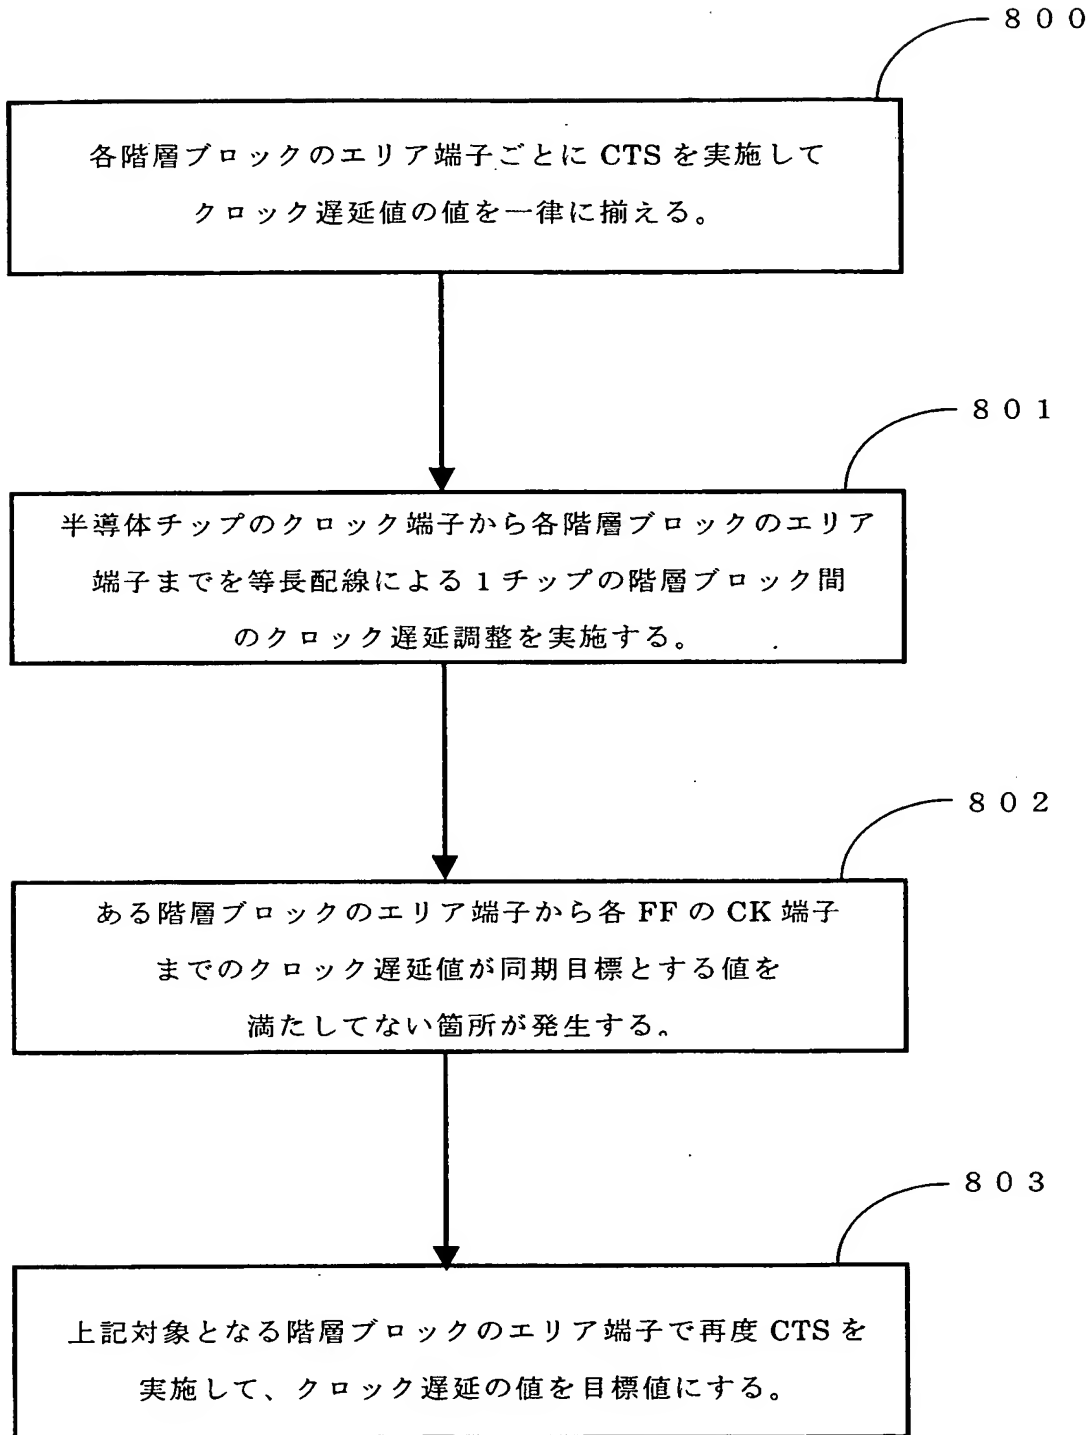 ８００
各階層ブロックのエリア端子ごとに CTS を実施して
クロック遅延値の値を一律に揃える。
８０１
半導体チップのクロック端子から各階層ブロックのエリア
端子までを等長配線による 1 チップの階層ブロック間
のクロック遅延調整を実施する。
８０２
ある階層ブロックのエリア端子から各 FF の CK 端子
までのクロック遅延値が同期目標とする値を
満たしてない箇所が発生する。
８０３
上記対象となる階層ブロックのエリア端子で再度 CTS を
実施して、クロック遅延の値を目標値にする。